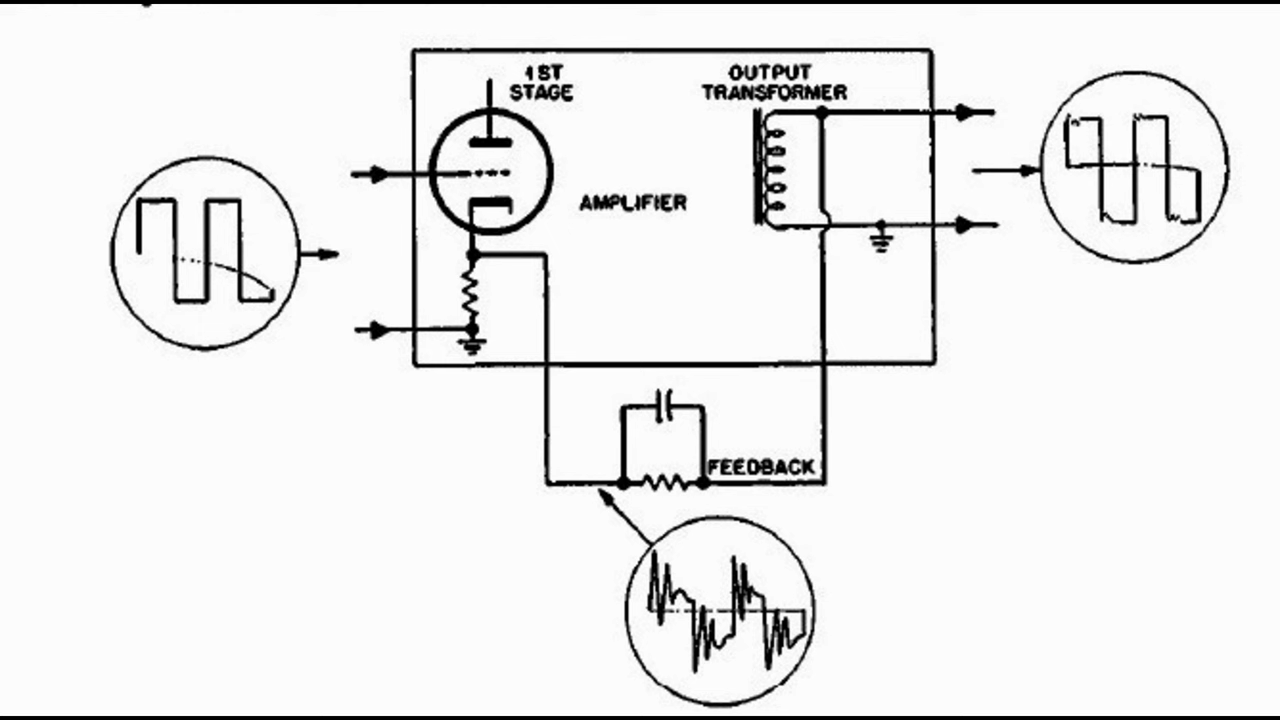 1ST
STAGE
OUTPUT
TRANSFORMER
AMPLIFIER
FEEDBACK